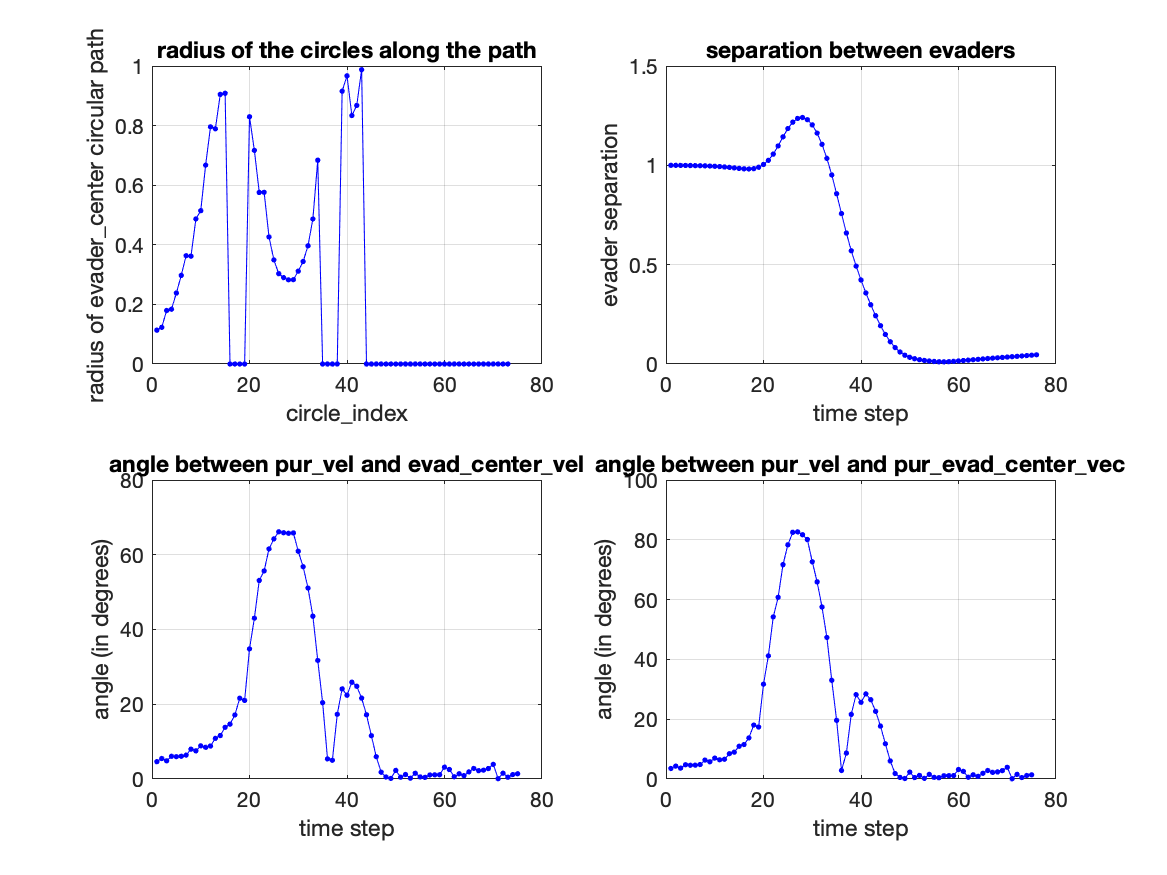 radius of the circles along the path
radius of evader_center circular path
1
0.8
0.6
0.4
0.2
0
0 20 40 60 80
circle_index
separation between evaders
evader separation
1.5
1
0.5
0
0 20 40 60 80
time step
angle between pur_vel and evad_center_vel
angle (in degrees)
80
60
40
20
0
0 20 40 60 80
time step
angle between pur_vel and pur_evad_center_vec
angle (in degrees)
100
80
60
40
20
0
0 20 40 60 80
time step